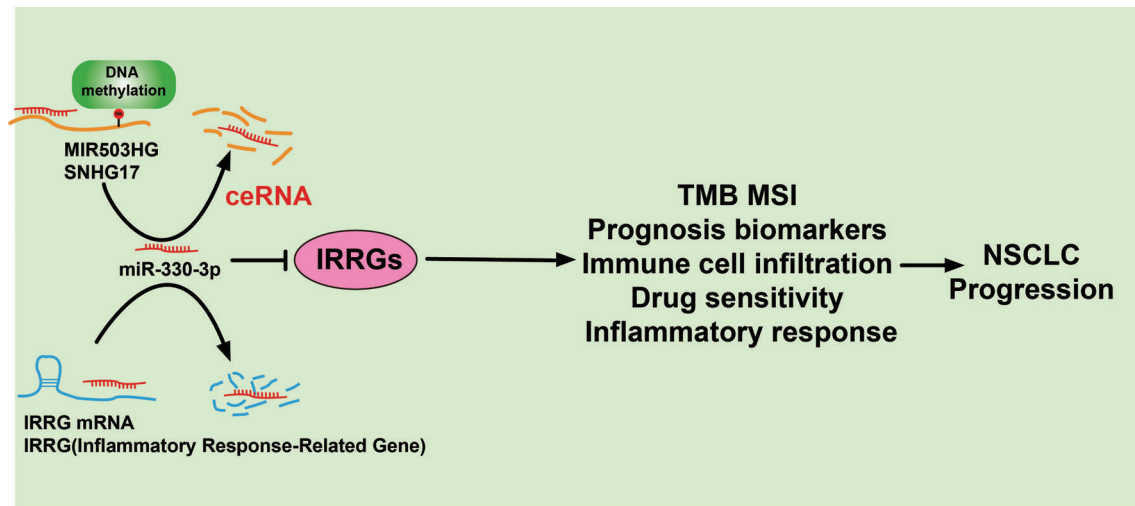 DNA
methylation
MIR503HG
SNHG17
ceRNA
miR-330-3p
IRRGs
IRRG mRNA
IRRG(Inflammatory Response-Related Gene)
TMB MSI
Prognosis biomarkers
Immune cell infiltration
Drug sensitivity
Inflammatory response
NSCLC
Progression